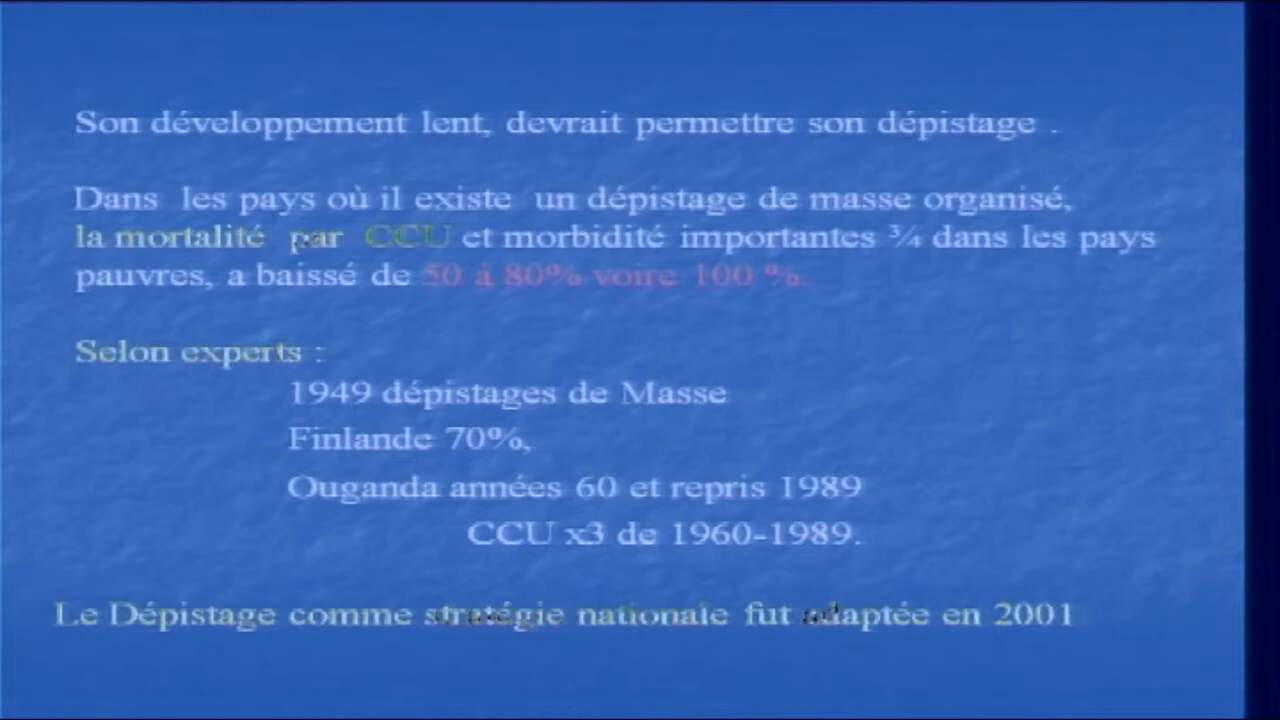 Son développement lent, devrait permettre son dépistage .
Dans les pays où il existe un dépistage de masse organisé,
la mortalité par CCU et morbidité importantes ¾ dans les pays
pauvres, a baissé de 50 à 80% voire 100 %.
Selon experts :
1949 dépistages de Masse
Finlande 70%,
Ouganda années 60 et repris 1989
CCU x3 de 1960-1989.
Le Dépistage comme stratégie nationale fut adaptée en 2001